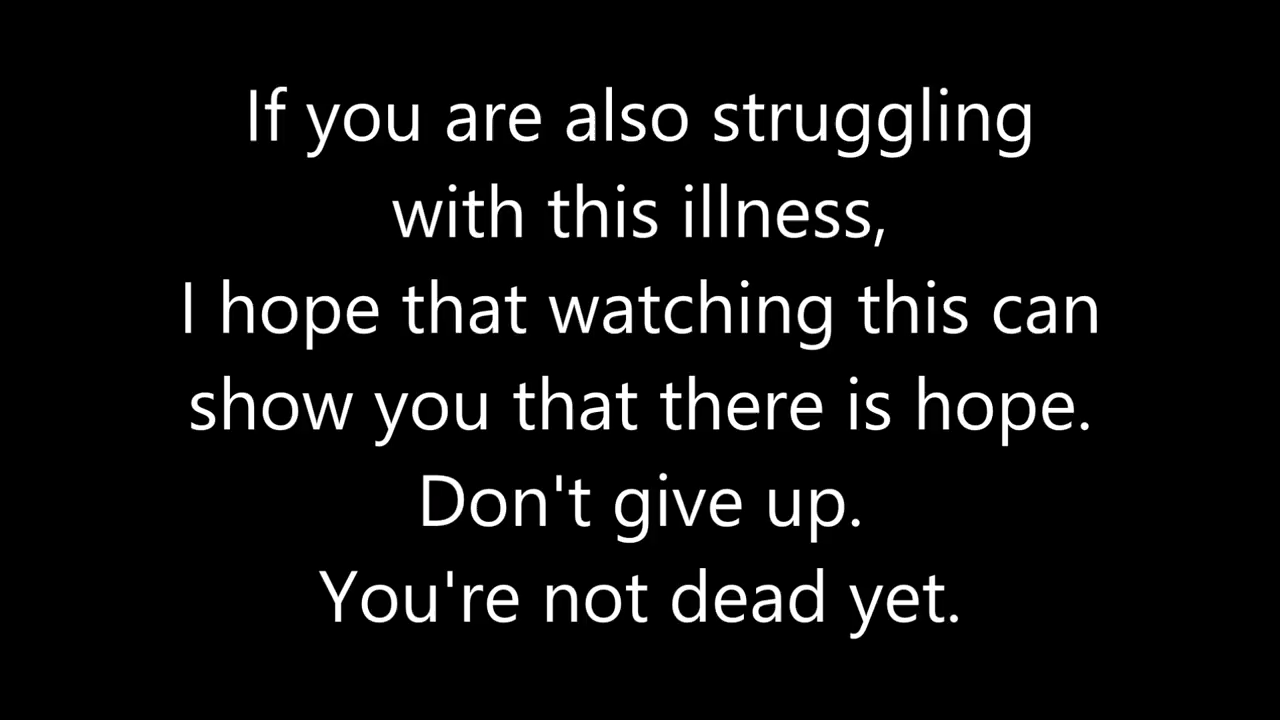 If you are also struggling
with this illness,
I hope that watching this can
show you that there is hope.
Don't give up.
You're not dead yet.